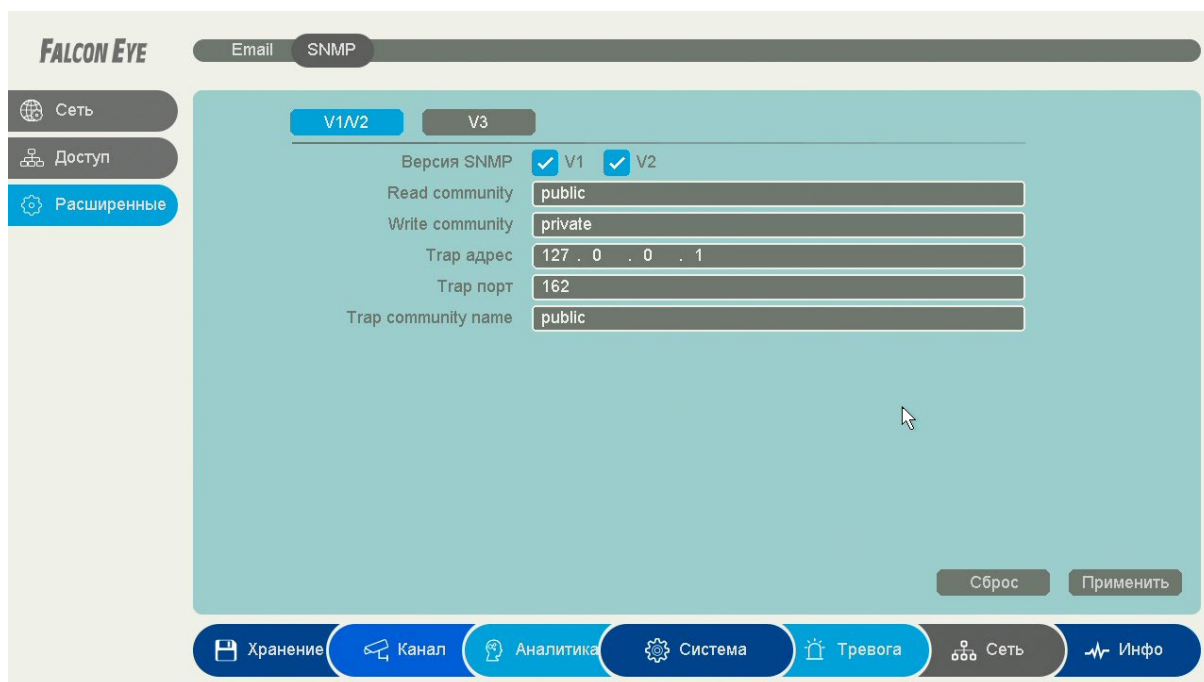 FALCON EYE
Email SNMP
Сеть
Доступ
Расширенные
V1/V2 V3
Версия SNMP V1 V2
Read community public
Write community private
Trap адрес 127 . 0 . 0 . 1
Trap порт 162
Trap community name public
Сброс Применить
Хранение Канал Аналитика Система Тревога Сеть Инфо